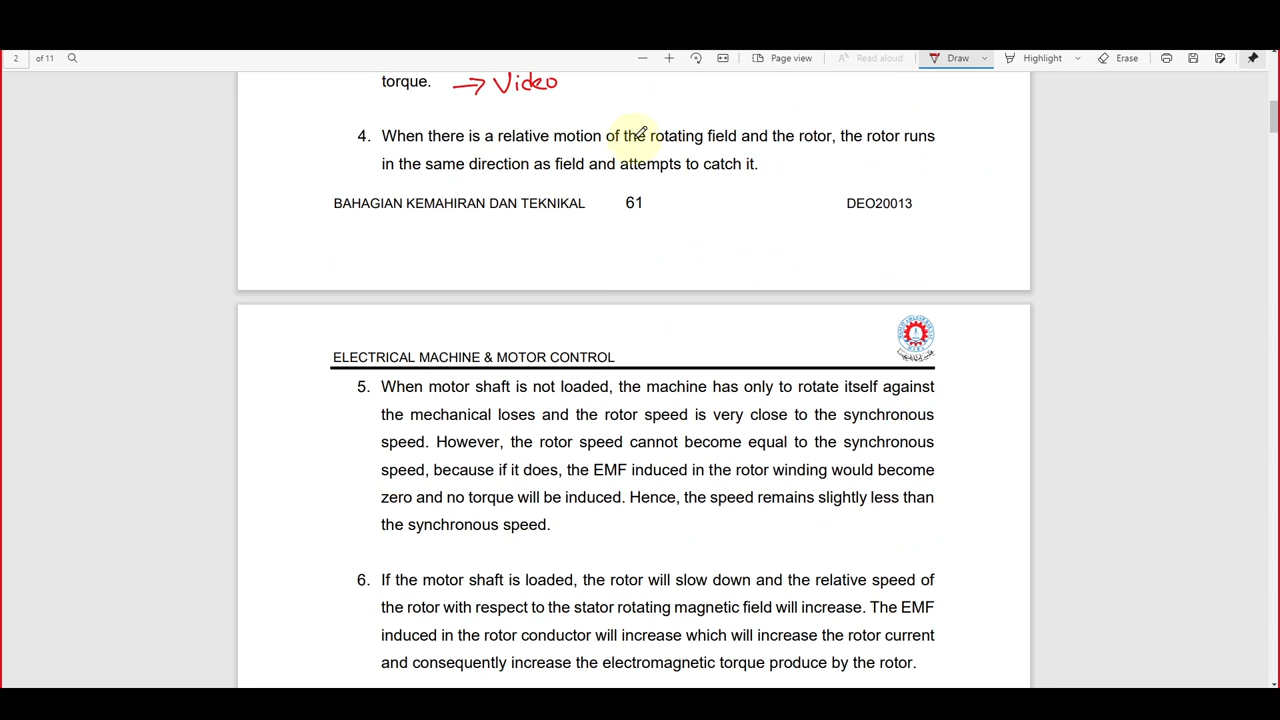 2 of 11 Page view Read aloud Draw Highlight Erase
torque. → Video
4. When there is a relative motion of the rotating field and the rotor, the rotor runs
in the same direction as field and attempts to catch it.
BAHAGIAN KEMAHIRAN DAN TEKNIKAL 61 DEO20013
ELECTRICAL MACHINE & MOTOR CONTROL
5. When motor shaft is not loaded, the machine has only to rotate itself against
the mechanical loses and the rotor speed is very close to the synchronous
speed. However, the rotor speed cannot become equal to the synchronous
speed, because if it does, the EMF induced in the rotor winding would become
zero and no torque will be induced. Hence, the speed remains slightly less than
the synchronous speed.
6. If the motor shaft is loaded, the rotor will slow down and the relative speed of
the rotor with respect to the stator rotating magnetic field will increase. The EMF
induced in the rotor conductor will increase which will increase the rotor current
and consequently increase the electromagnetic torque produce by the rotor.